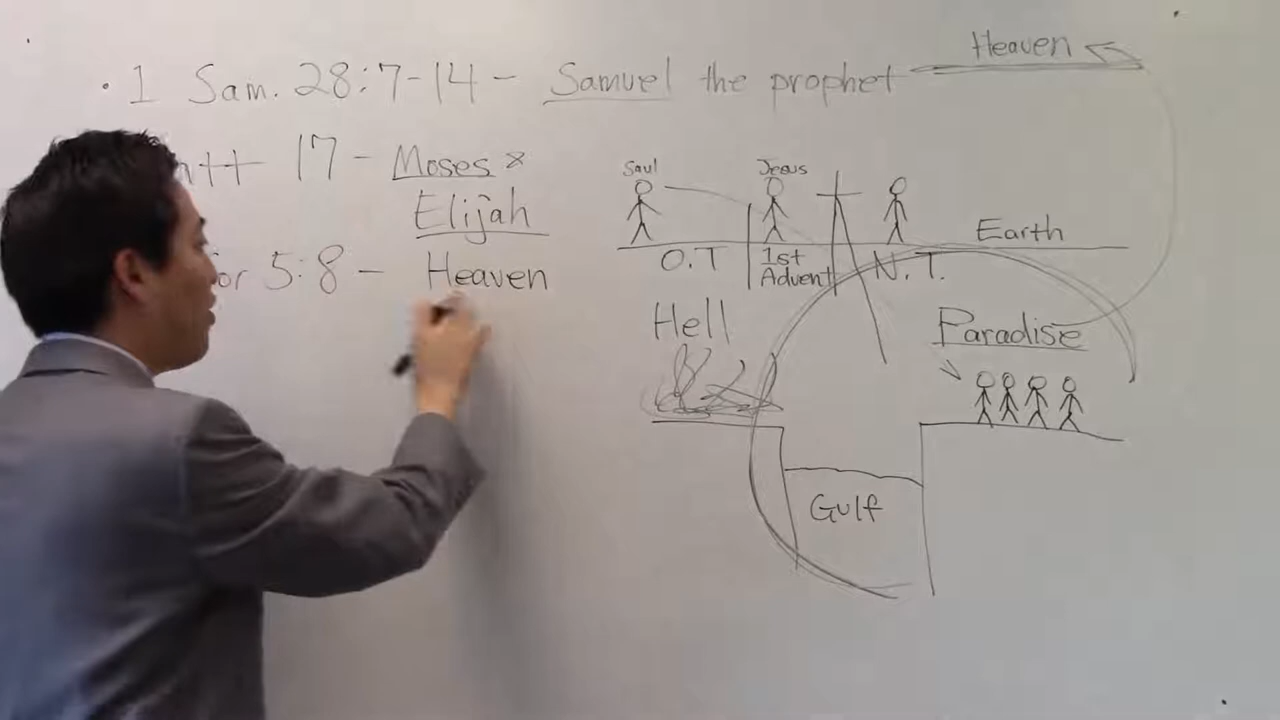 Heaven
· 1 Sam. 28:7-14 - Samuel the prophet
17 - Moses &
Elijah
5:8 - Heaven
Saul
Jesus
Earth
O.T
1st
Advent
N.T.
Hell
Paradise
Gulf